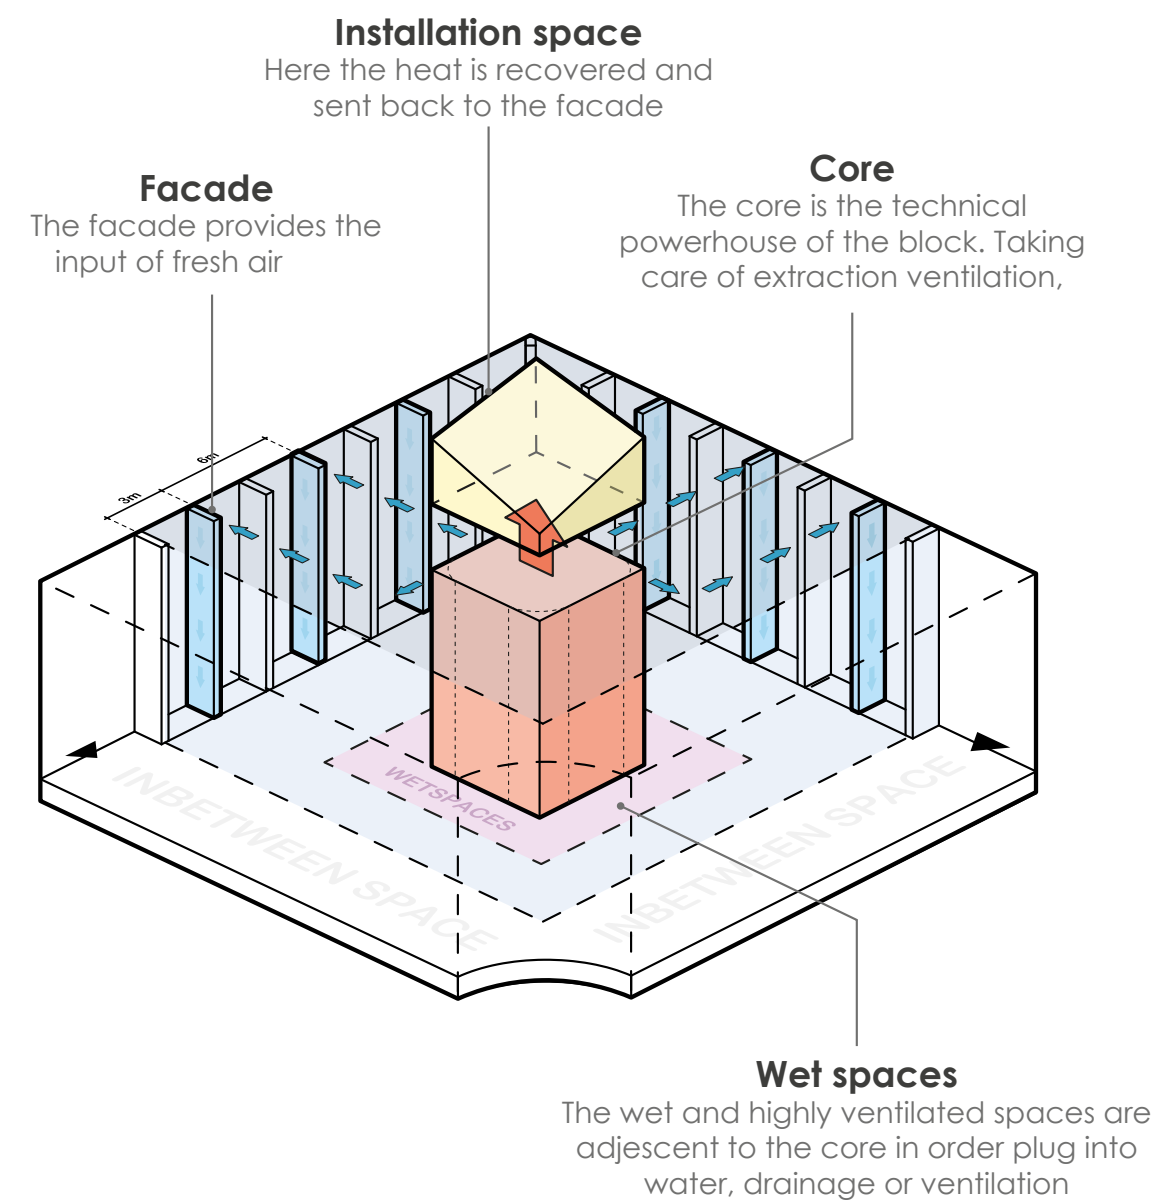 Installation space
Here the heat is recovered and
sent back to the facade
Facade
The facade provides the
input of fresh air
Core
The core is the technical
powerhouse of the block. Taking
care of extraction ventilation,
6m
3m
WETSPACES
INBETWEEN SPACE
INBETWEEN SPACE
Wet spaces
The wet and highly ventilated spaces are
adjescent to the core in order plug into
water, drainage or ventilation